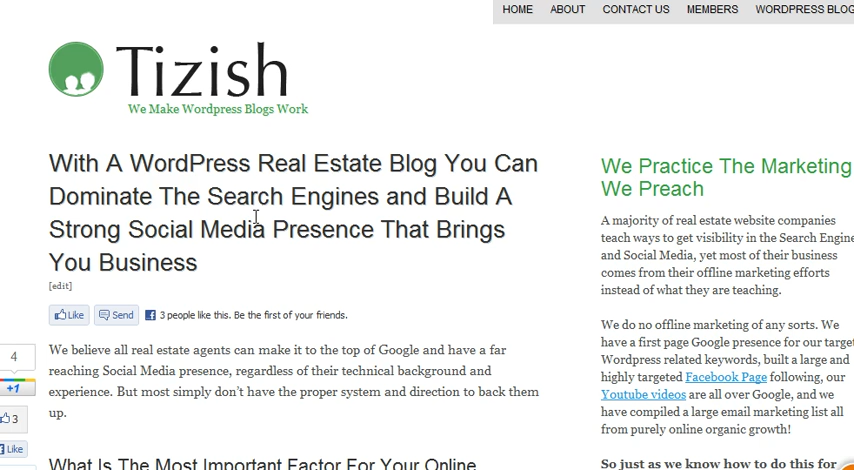 HOME ABOUT CONTACT US MEMBERS WORDPRESS BLOG
Tizish
We Make Wordpress Blogs Work
With A WordPress Real Estate Blog You Can
Dominate The Search Engines and Build A
Strong Social Media Presence That Brings
You Business
[edit]
Like Send 3 people like this. Be the first of your friends.
We believe all real estate agents can make it to the top of Google and have a far
reaching Social Media presence, regardless of their technical background and
experience. But most simply don't have the proper system and direction to back them
up.
What Is The Most Important Factor For Your Online
4
+1
3
Like
We Practice The Marketing
We Preach
A majority of real estate website companies
teach ways to get visibility in the Search Engine
and Social Media, yet most of their business
comes from their offline marketing efforts
instead of what they are teaching.
We do no offline marketing of any sorts. We
have a first page Google presence for our targe
Wordpress related keywords, built a large and
highly targeted Facebook Page following, our
Youtube videos are all over Google, and we
have compiled a large email marketing list all
from purely online organic growth!
So just as we know how to do this for